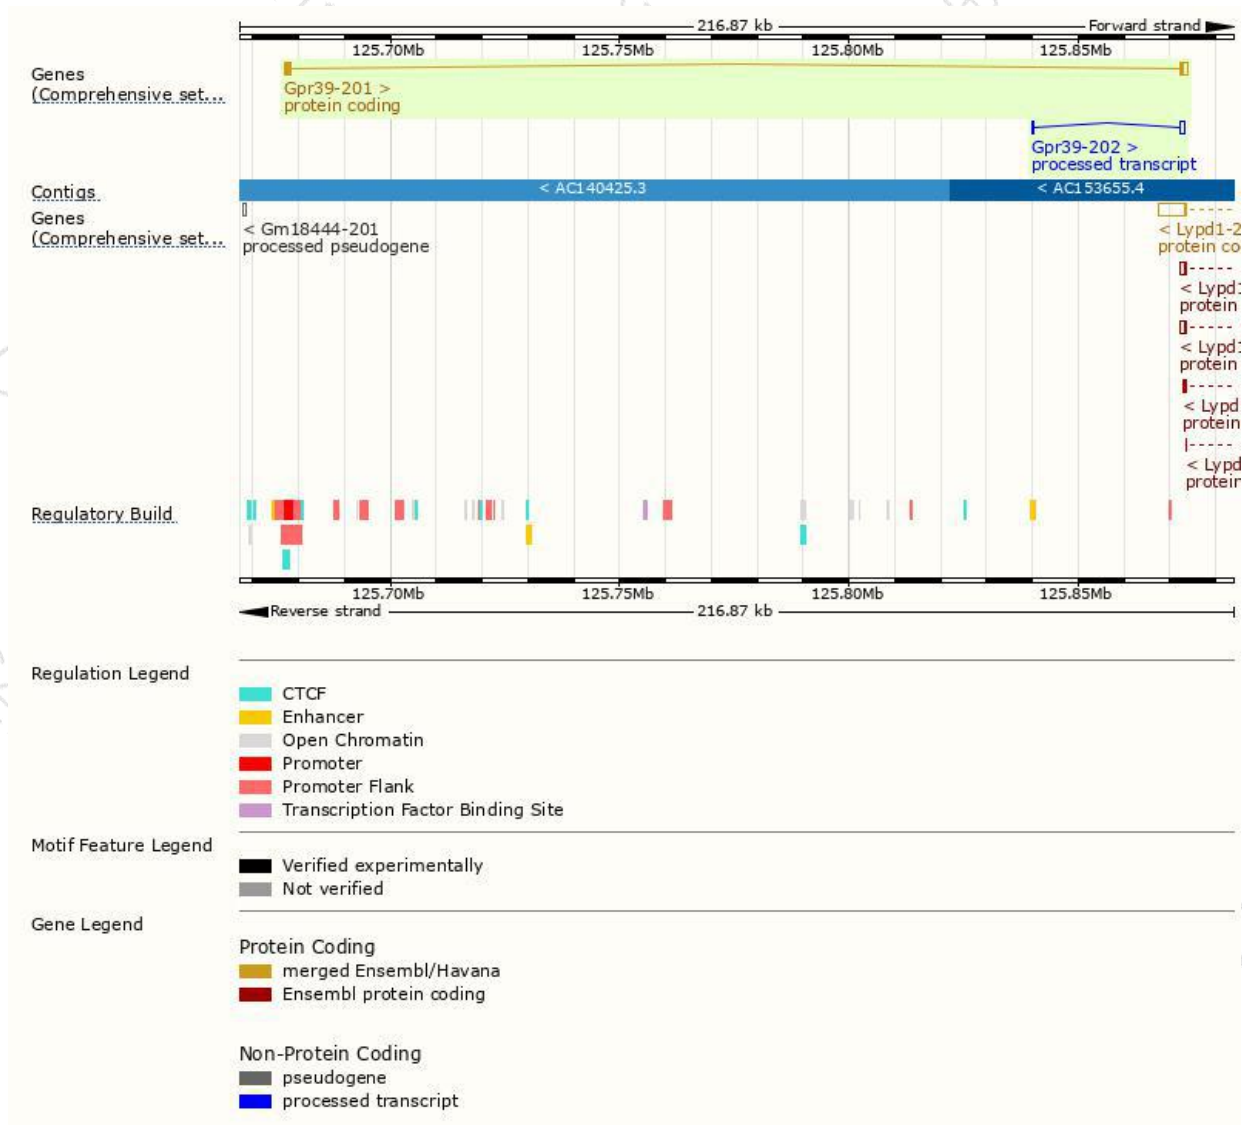 216.87 kb
Forward strand
125.70Mb 125.75Mb 125.80Mb 125.85Mb
Genes
(Comprehensive set...
Gpr39-201 >
protein coding
Gpr39-202 >
processed transcript
Contigs
< AC140425.3
< AC153655.4
Genes
(Comprehensive set...
< Gm18444-201
processed pseudogene
< Lypd1-2
protein co
< Lypd1
protein
< Lypd1
protein
< Lypd
protein
< Lypd
protein
Regulatory Build
125.70Mb 125.75Mb 125.80Mb 125.85Mb
Reverse strand
216.87 kb
Regulation Legend
CTCF
Enhancer
Open Chromatin
Promoter
Promoter Flank
Transcription Factor Binding Site
Motif Feature Legend
Verified experimentally
Not verified
Gene Legend
Protein Coding
merged Ensembl/Havana
Ensembl protein coding
Non-Protein Coding
pseudogene
processed transcript